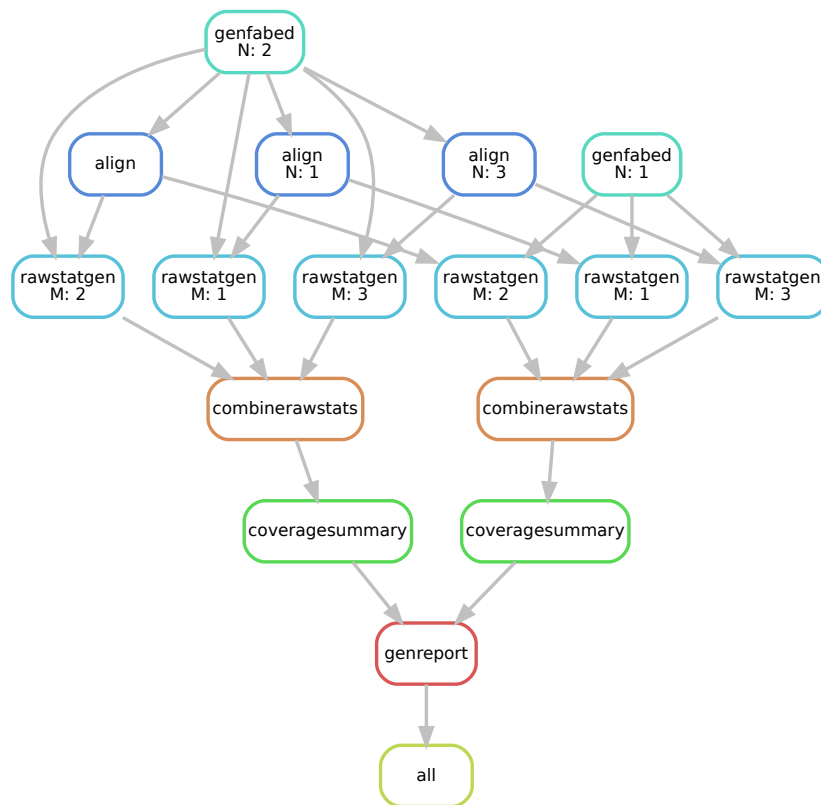 genfabed
N: 2
align
align
N: 1
align
N: 3
genfabed
N: 1
rawstatgen
M: 2
rawstatgen
M: 1
rawstatgen
M: 3
rawstatgen
M: 2
rawstatgen
M: 1
rawstatgen
M: 3
combinerawstats
combinerawstats
coveragesummary
coveragesummary
genreport
all